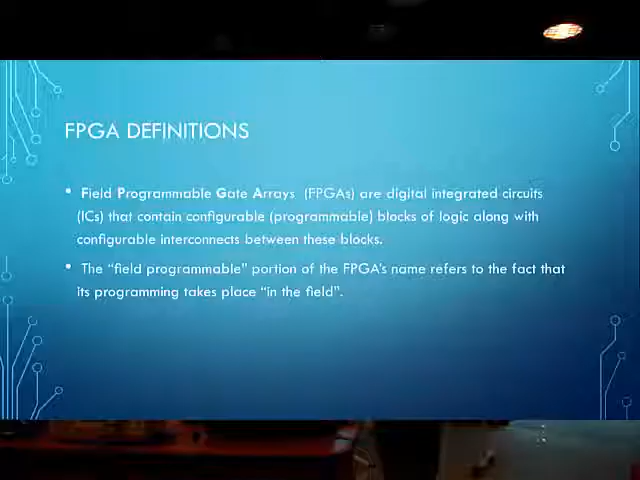 FPGA DEFINITIONS
• Field Programmable Gate Arrays (FPGAs) are digital integrated circuits
(ICs) that contain configurable (programmable) blocks of logic along with
configurable interconnects between these blocks.
• The “field programmable” portion of the FPGA’s name refers to the fact that
its programming takes place “in the field”.